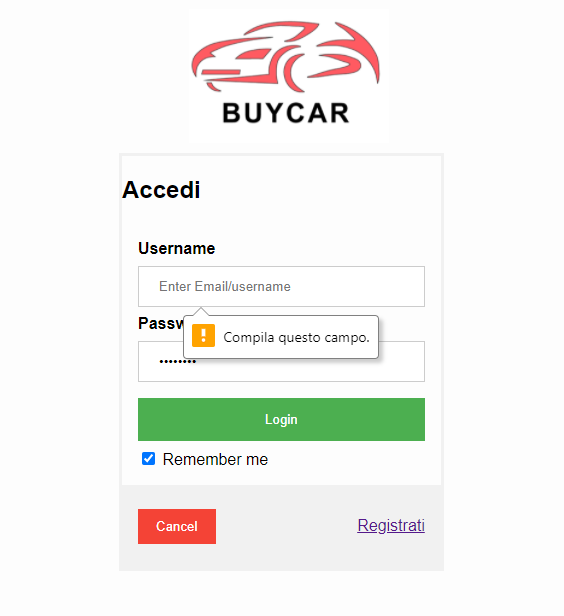 BUYCAR
Accedi
Username
Enter Email/username
Passw
Compila questo campo.
Login
Remember me
Cancel
Registrati